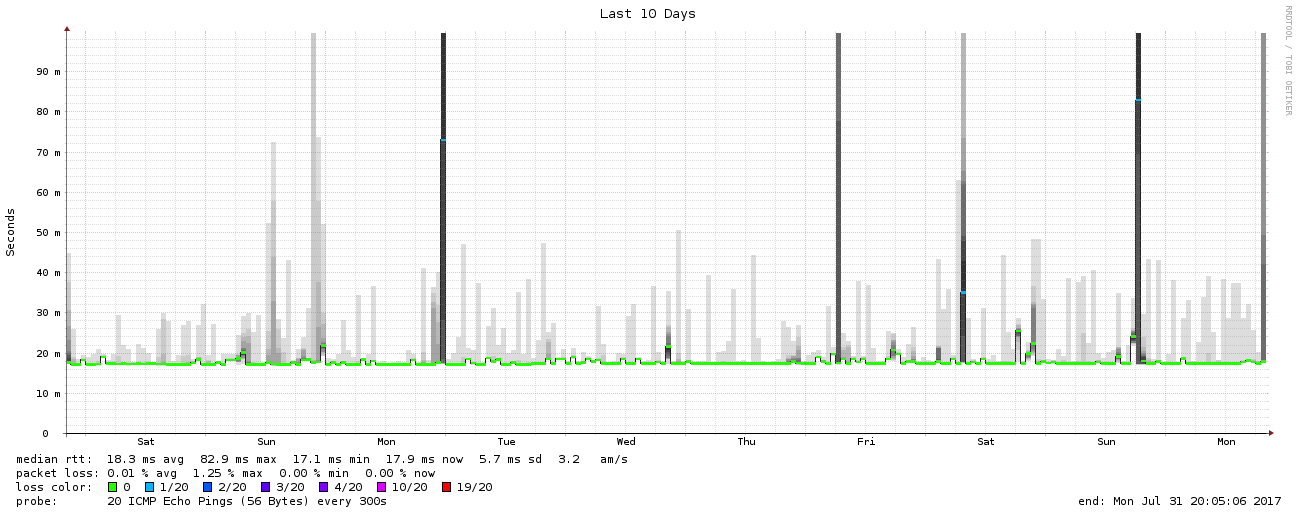 Last 10 Days
RRDTOOL / TOBI OETIKER
Seconds
90 m
80 m
70 m
60 m
50 m
40 m
30 m
20 m
10 m
0
Sat Sun Mon Tue Wed Thu Fri Sat Sun Mon
median rtt: 18.3 ms avg 82.9 ms max 17.1 ms min 17.9 ms now 5.7 ms sd 3.2 am/s
packet loss: 0.01 % avg 1.25 % max 0.00 % min 0.00 % now
loss color: 0 1/20 2/20 3/20 4/20 10/20 19/20
probe: 20 ICMP Echo Pings (56 Bytes) every 300s
end: Mon Jul 31 20:05:06 2017